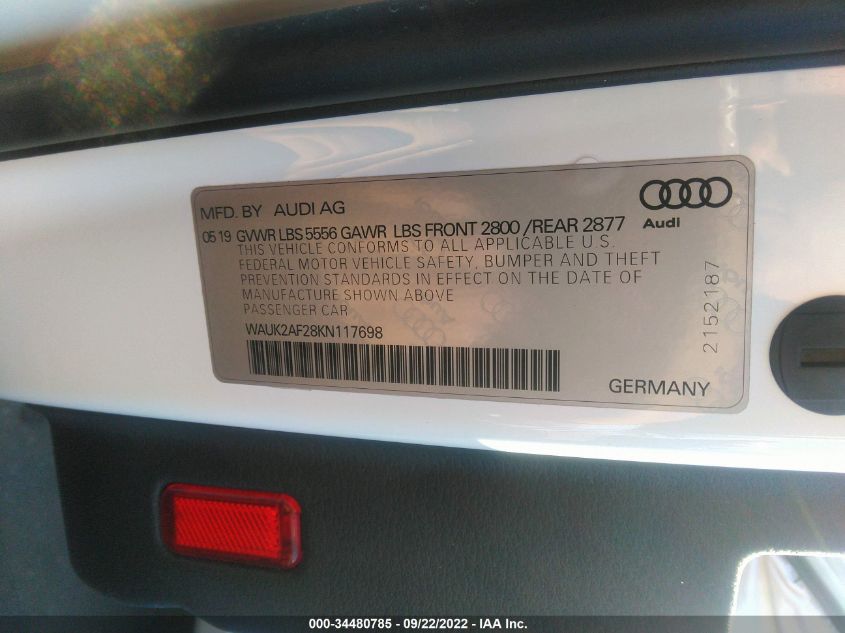 MFD. BY AUDI AG
Audi
05 19 GVWR LBS 5556 GAWR LBS FRONT 2800 / REAR 2877
THIS VEHICLE CONFORMS TO ALL APPLICABLE U.S.
FEDERAL MOTOR VEHICLE SAFETY, BUMPER AND THEFT
PREVENTION STANDARDS IN EFFECT ON THE DATE OF
MANUFACTURE SHOWN ABOVE
PASSENGER CAR
WAUK2AF28KN117698
2152187
GERMANY
000-34480785 - 09/22/2022 - IAA Inc.